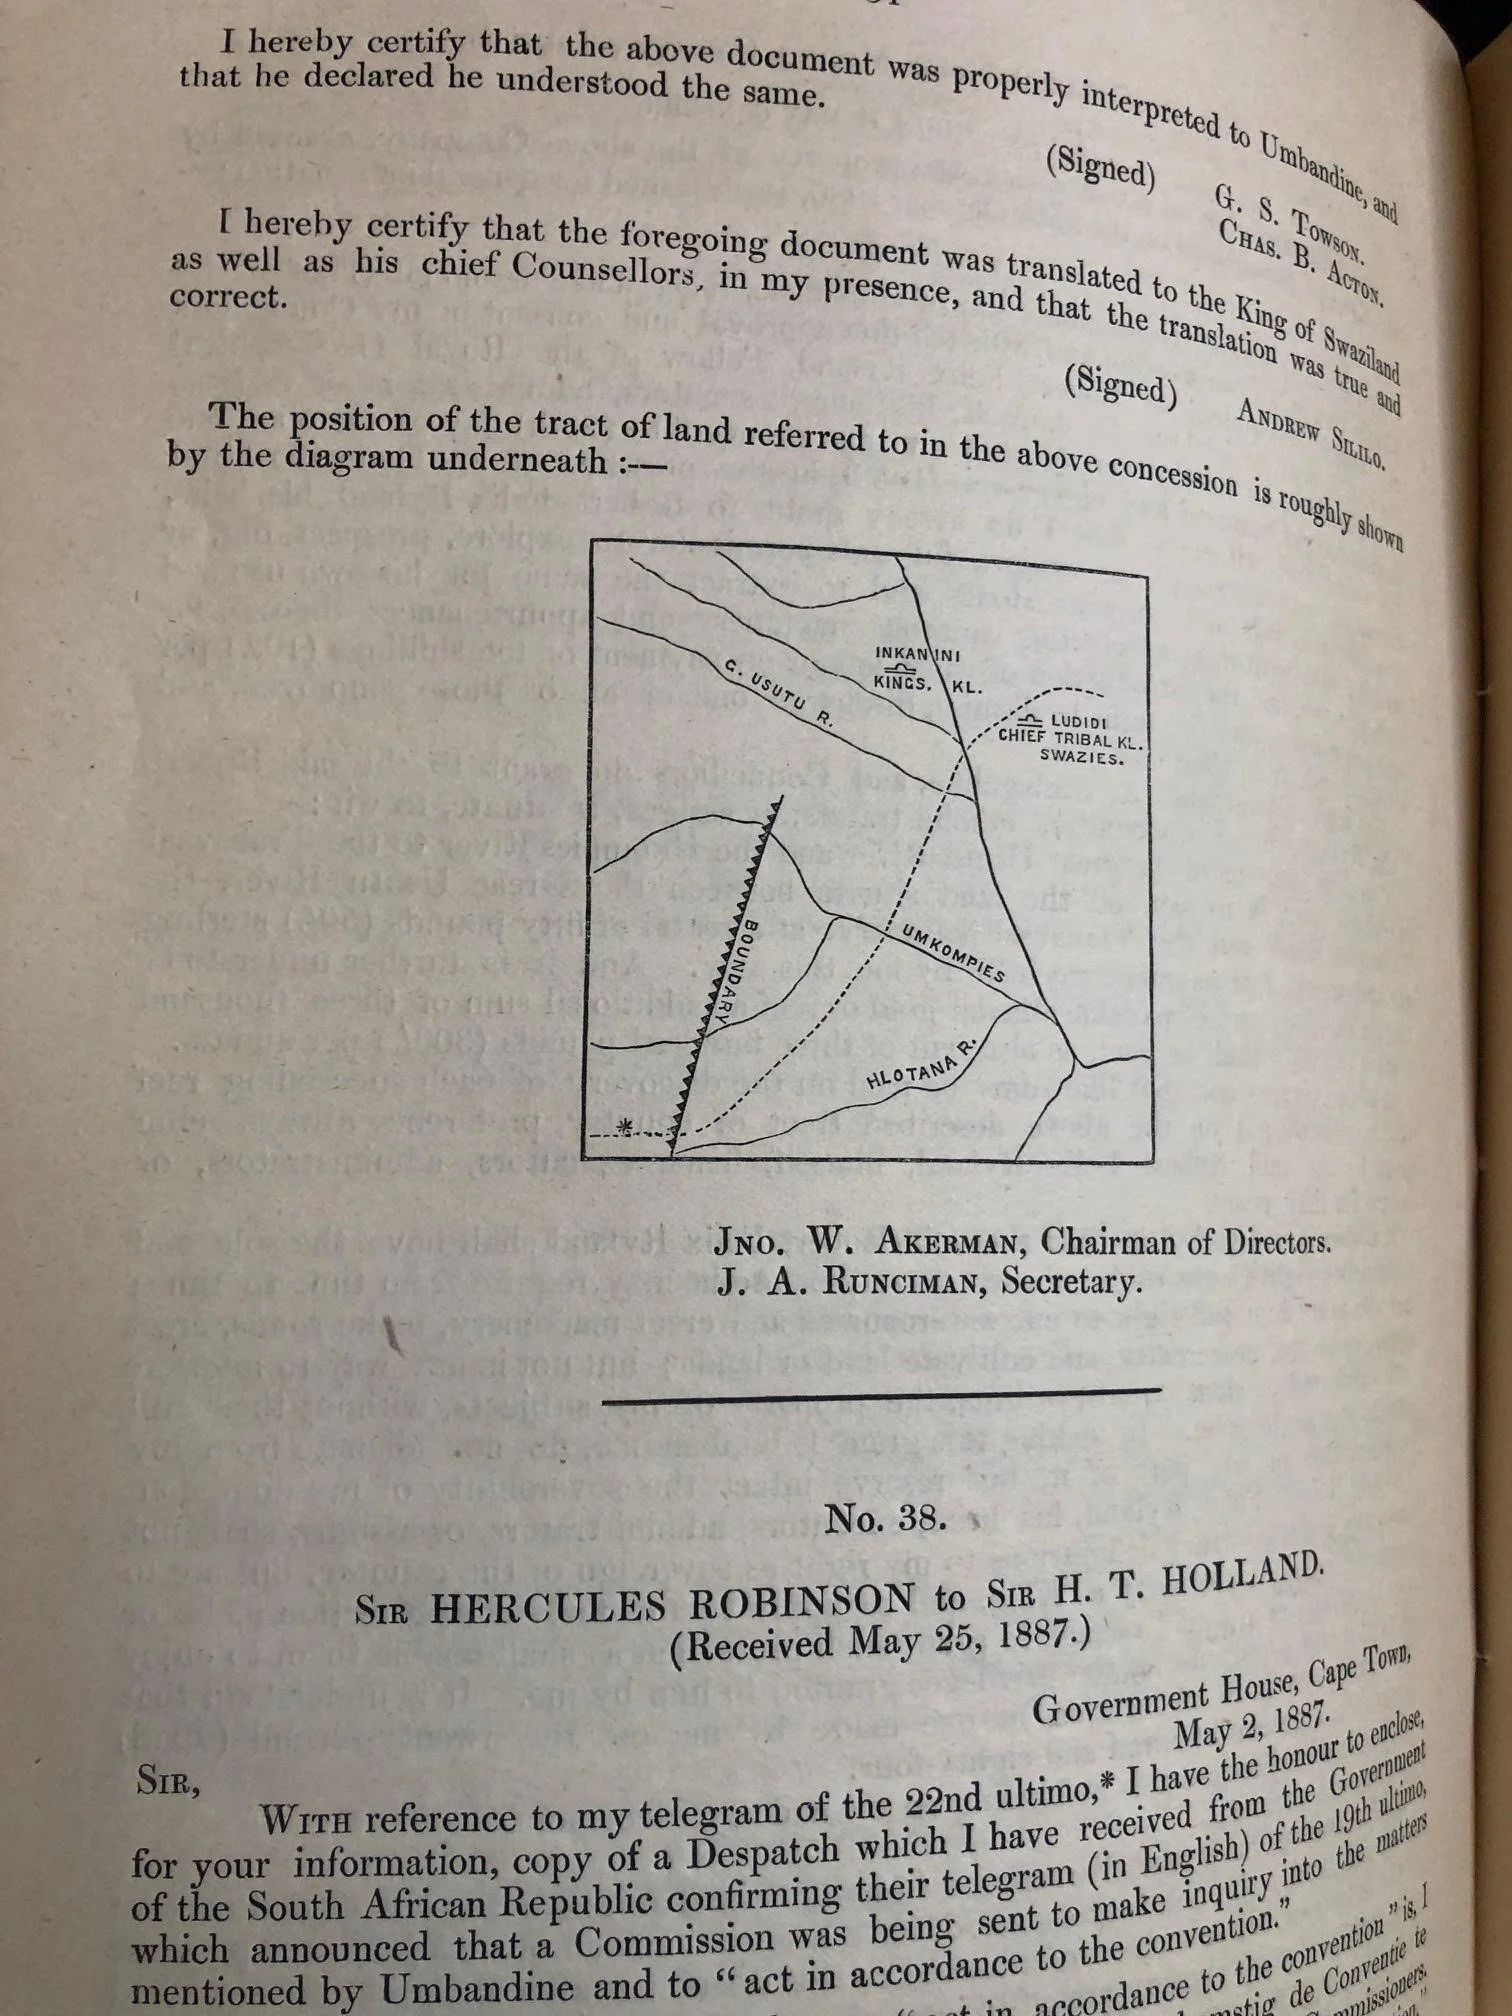 I hereby certify that the above document was properly interpreted to Umbandine, and
that he declared he understood the same.
(Signed) G. S. TOWSON.
CHAS. B. ACTON.
I hereby certify that the foregoing document was translated to the King of Swaziland
as well as his chief Counsellors, in my presence, and that the translation was true and
correct.
(Signed) ANDREW SILILO.
The position of the tract of land referred to in the above concession is roughly shown
by the diagram underneath :—
INKANINI
KINGS. KL.
G. USUTU R.
LUDIDI
CHIEF TRIBAL KL.
SWAZIES.
BOUNDARY
UMKOMPIES
HLOTANA R.
*
JNO. W. AKERMAN, Chairman of Directors.
J. A. RUNCIMAN, Secretary.
No. 38.
SIR HERCULES ROBINSON to SIR H. T. HOLLAND.
(Received May 25, 1887.)
Government House, Cape Town,
May 2, 1887.
SIR,
WITH reference to my telegram of the 22nd ultimo,* I have the honour to enclose,
for your information, copy of a Despatch which I have received from the Government
of the South African Republic confirming their telegram (in English) of the 19th ultimo,
which announced that a Commission was being sent to make inquiry into the matters
mentioned by Umbandine and to "act in accordance to the convention."
in accordance to the convention" is, I
de Conventie te